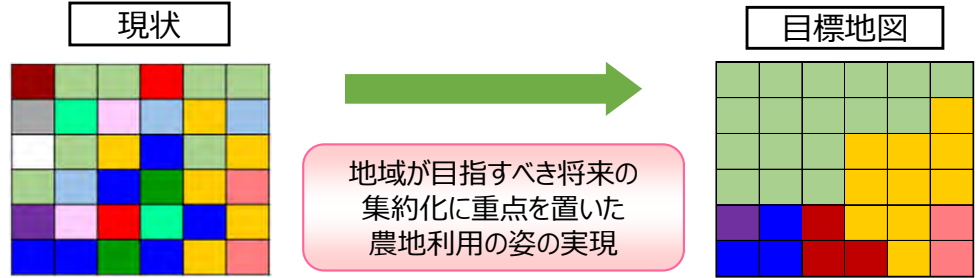 現状
目標地図
地域が目指すべき将来の
集約化に重点を置いた
農地利用の姿の実現